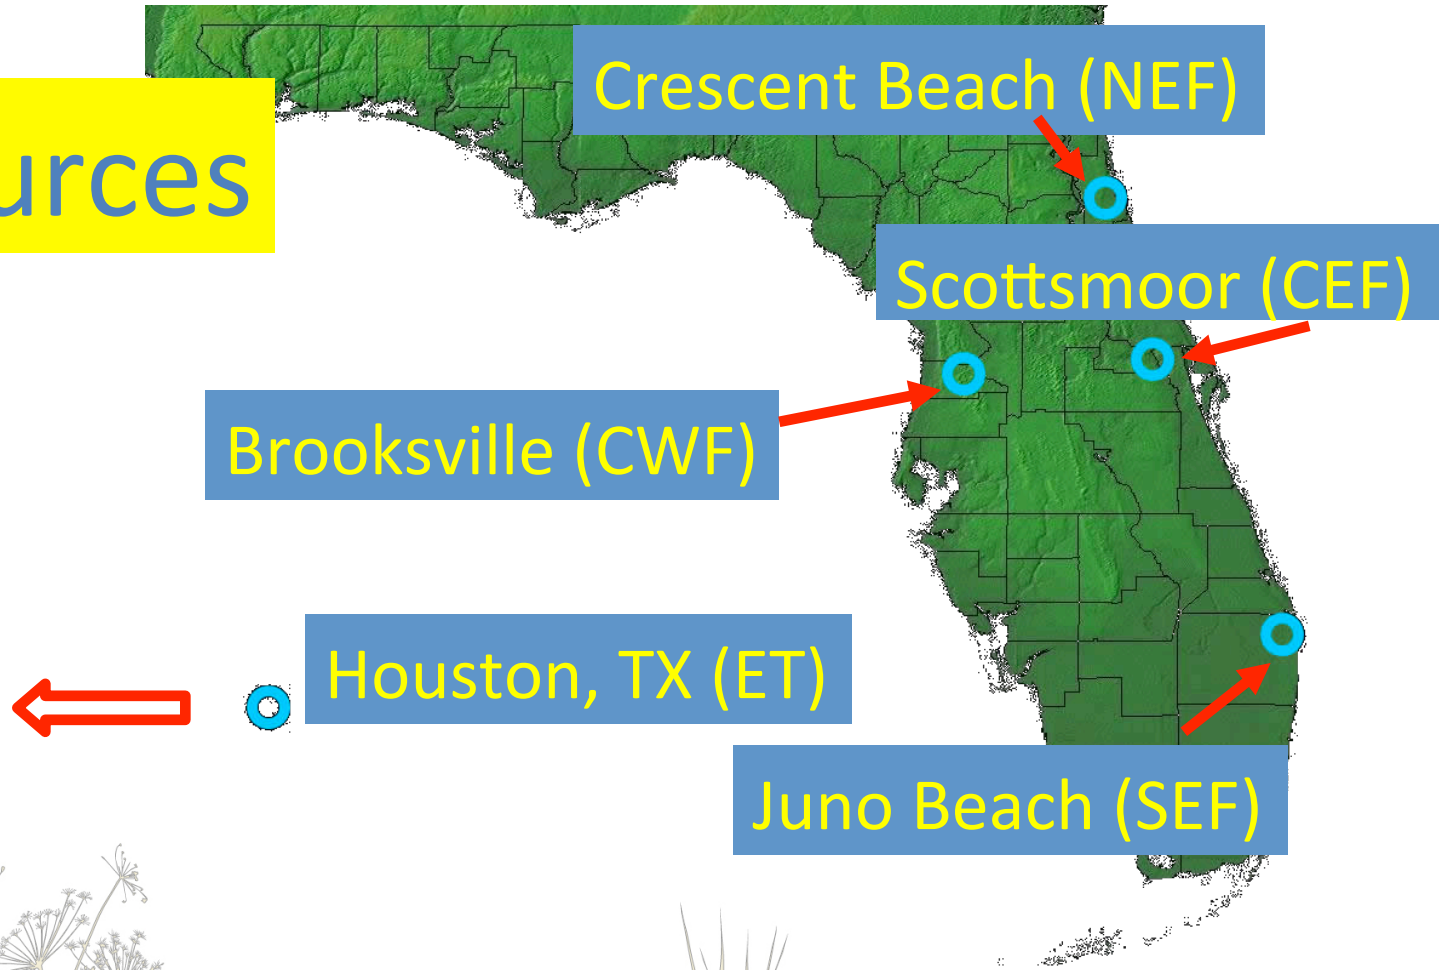 Crescent Beach (NEF)
urces
Scottsmoor (CEF)
Brooksville (CWF)
Houston, TX (ET)
Juno Beach (SEF)